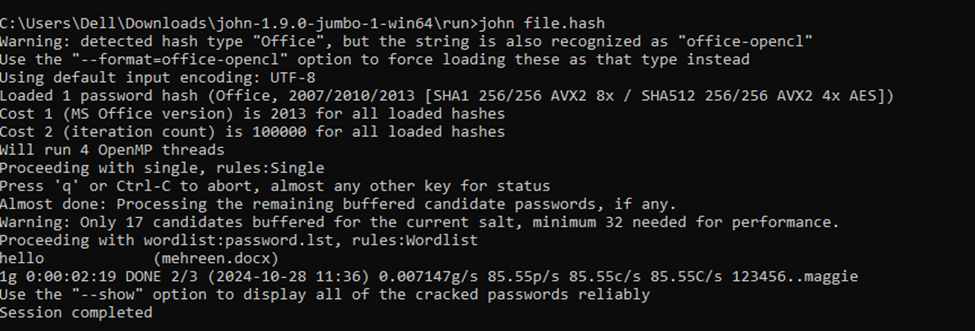 C:\Users\Dell\Downloads\john-1.9.0-jumbo-1-win64\run>john file.hash
Warning: detected hash type "Office", but the string is also recognized as "office-opencl"
Use the "--format=office-opencl" option to force loading these as that type instead
Using default input encoding: UTF-8
Loaded 1 password hash (Office, 2007/2010/2013 [SHA1 256/256 AVX2 8x / SHA512 256/256 AVX2 4x AES])
Cost 1 (MS Office version) is 2013 for all loaded hashes
Cost 2 (iteration count) is 100000 for all loaded hashes
Will run 4 OpenMP threads
Proceeding with single, rules:Single
Press 'q' or Ctrl-C to abort, almost any other key for status
Almost done: Processing the remaining buffered candidate passwords, if any.
Warning: Only 17 candidates buffered for the current salt, minimum 32 needed for performance.
Proceeding with wordlist:password.lst, rules:Wordlist
hello            (mehreen.docx)
1g 0:00:02:19 DONE 2/3 (2024-10-28 11:36) 0.007147g/s 85.55p/s 85.55c/s 85.55C/s 123456..maggie
Use the "--show" option to display all of the cracked passwords reliably
Session completed